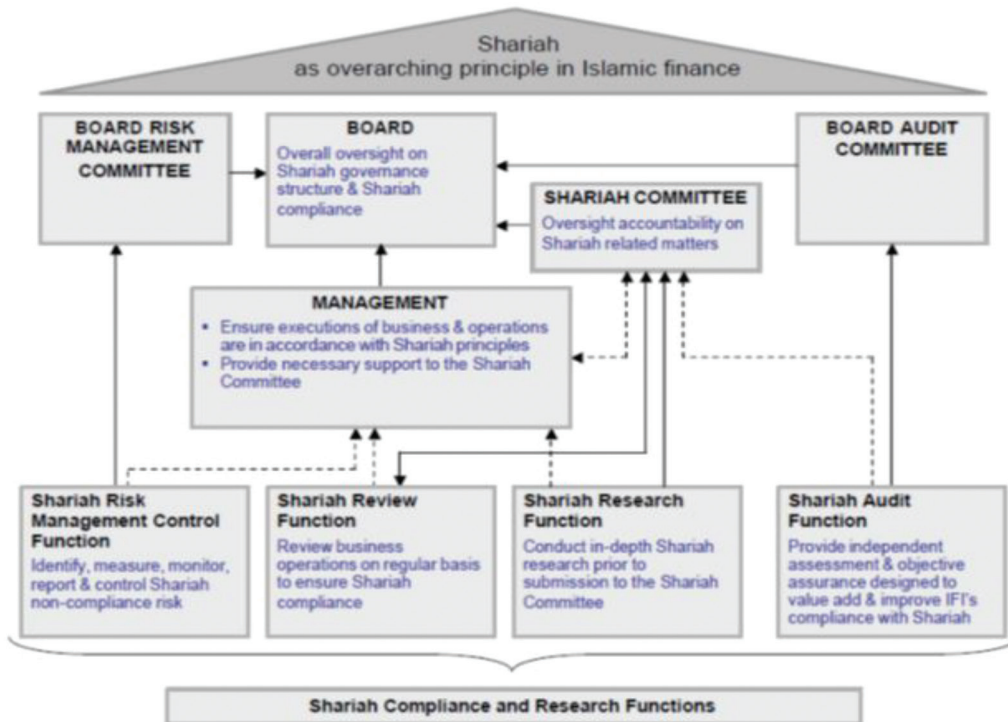 Shariah
as overarching principle in Islamic finance
BOARD RISK
MANAGEMENT
COMMITTEE
BOARD
Overall oversight on
Shariah governance
structure & Shariah
compliance
BOARD AUDIT
COMMITTEE
SHARIAH COMMITTEE
Oversight accountability on
Shariah related matters
MANAGEMENT
▪ Ensure executions of business & operations
are in accordance with Shariah principles
▪ Provide necessary support to the Shariah
Committee
Shariah Risk
Management Control
Function
Identify, measure, monitor,
report & control Shariah
non-compliance risk
Shariah Review
Function
Review business
operations on regular basis
to ensure Shariah
compliance
Shariah Research
Function
Conduct in-depth Shariah
research prior to
submission to the Shariah
Committee
Shariah Audit
Function
Provide independent
assessment & objective
assurance designed to
value add & improve IFI's
compliance with Shariah
Shariah Compliance and Research Functions